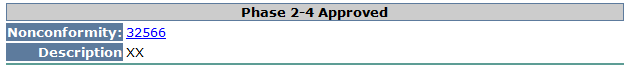 Phase 2-4 Approved
Nonconformity: 32566
Description XX